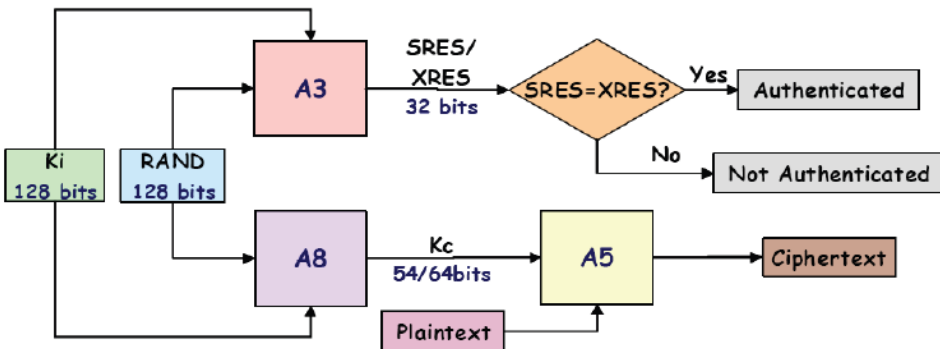 SRES/
XRES
32 bits
A3
SRES=XRES?
Yes
Authenticated
No
Not Authenticated
Ki
128 bits
RAND
128 bits
A8
Kc
54/64bits
A5
Ciphertext
Plaintext